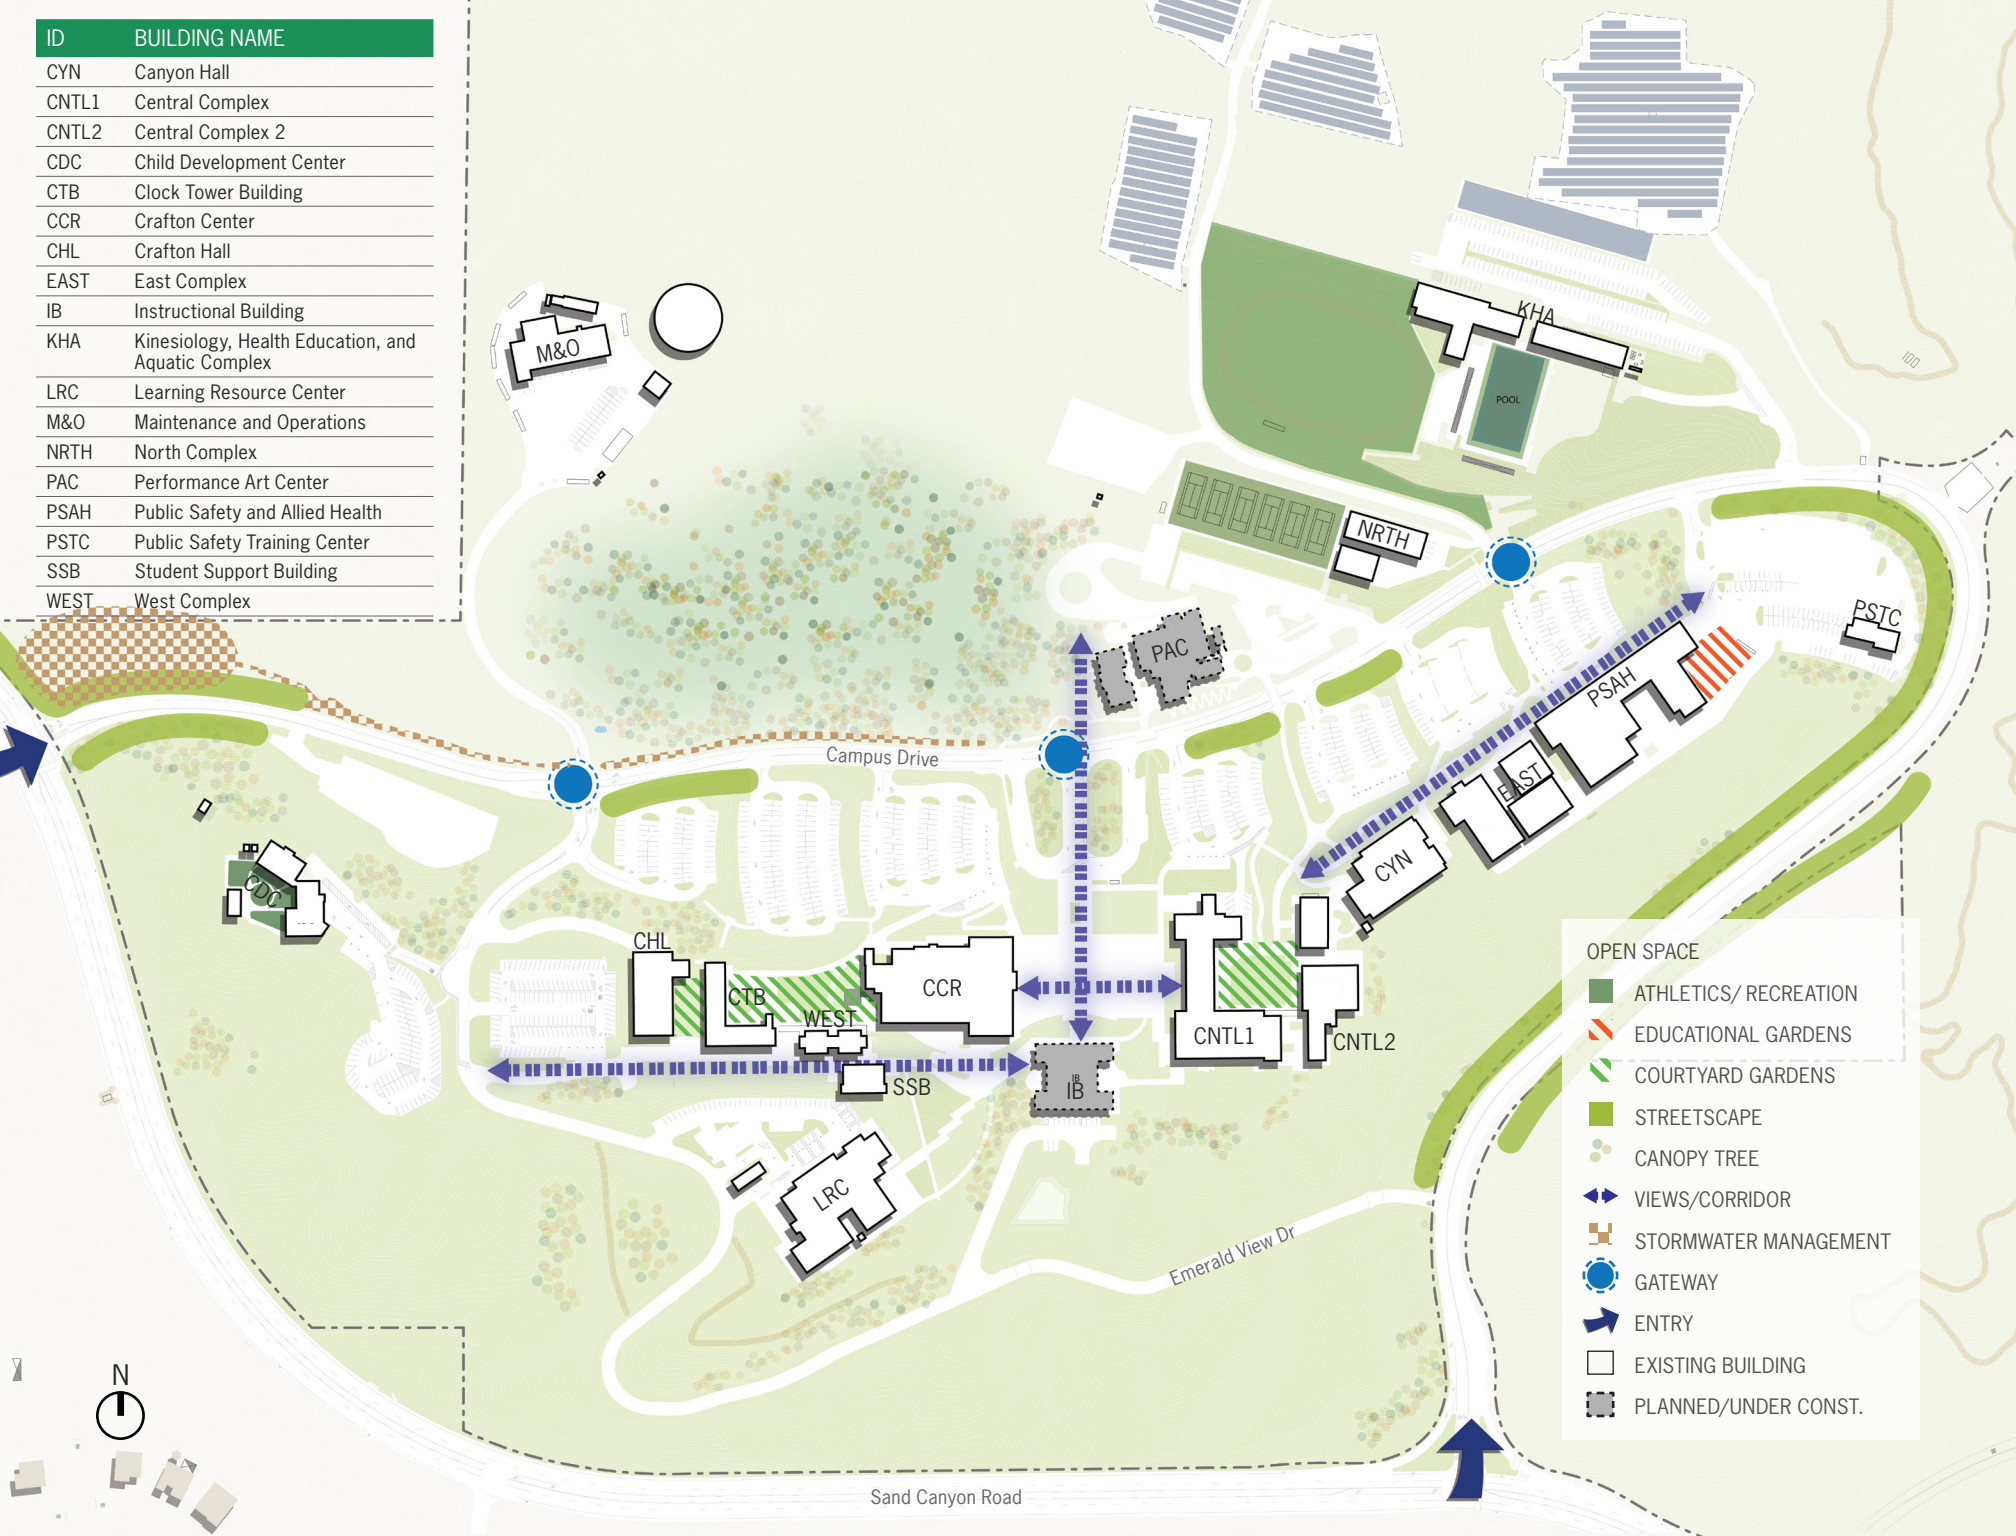 ID BUILDING NAME
CYN Canyon Hall
CNTL1 Central Complex
CNTL2 Central Complex 2
CDC Child Development Center
CTB Clock Tower Building
CCR Crafton Center
CHL Crafton Hall
EAST East Complex
IB Instructional Building
KHA Kinesiology, Health Education, and
Aquatic Complex
LRC Learning Resource Center
M&O Maintenance and Operations
NRTH North Complex
PAC Performance Art Center
PSAH Public Safety and Allied Health
PSTC Public Safety Training Center
SSB Student Support Building
WEST West Complex
KHA
M&O
100
POOL
NRTH
PSTC
PAC
PSAH
Campus Drive
EAST
CYN
CDC
CHL
CCR
CTB
WEST
CNTL1
CNTL2
SSB
IB
IB
LRC
Emerald View Dr
OPEN SPACE
ATHLETICS/ RECREATION
EDUCATIONAL GARDENS
COURTYARD GARDENS
STREETSCAPE
CANOPY TREE
VIEWS/CORRIDOR
STORMWATER MANAGEMENT
GATEWAY
ENTRY
EXISTING BUILDING
PLANNED/UNDER CONST.
N
Sand Canyon Road